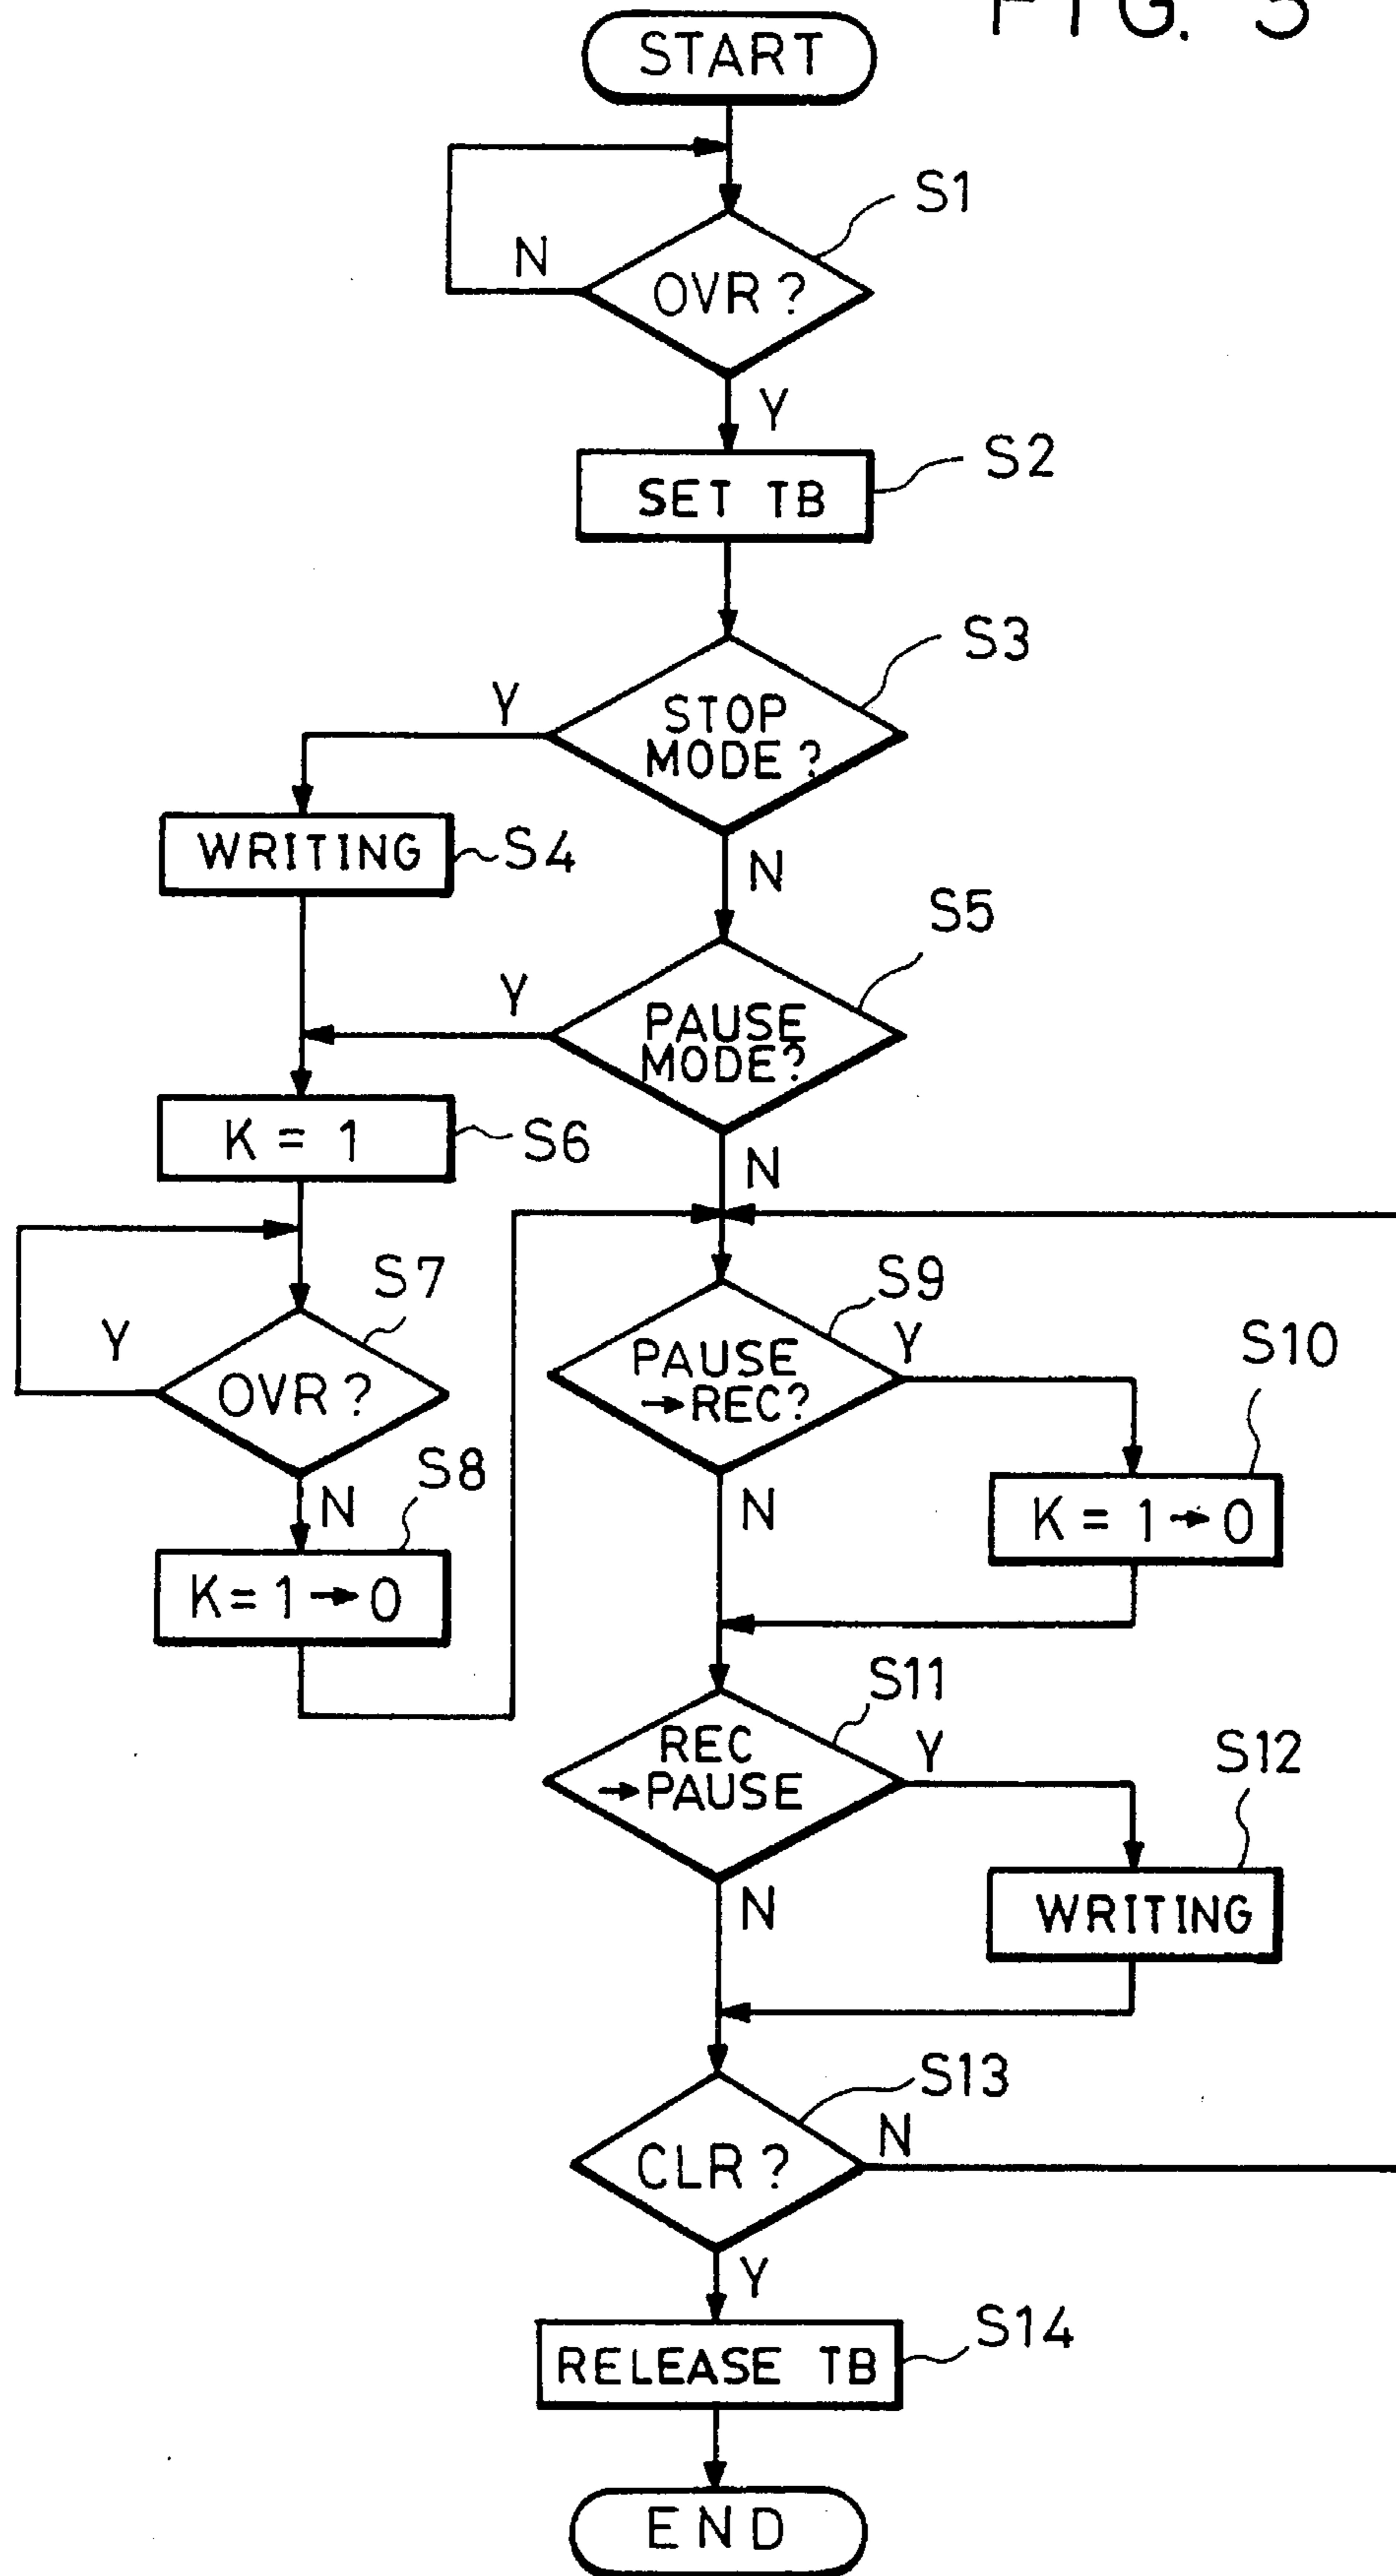 FIG.
START
S1
N
OVR ?
Y
S2
SET TB
S3
Y
STOP
MODE ?
WRITING
S4
N
S5
Y
PAUSE
MODE?
K = 1
S6
N
S7
S9
Y
Y
S10
OVR ?
PAUSE
→REC?
S8
N
N
K = 1→0
K=1→0
S11
REC
→PAUSE
Y
S12
N
WRITING
S13
CLR ?
N
Y
S14
RELEASE TB
END